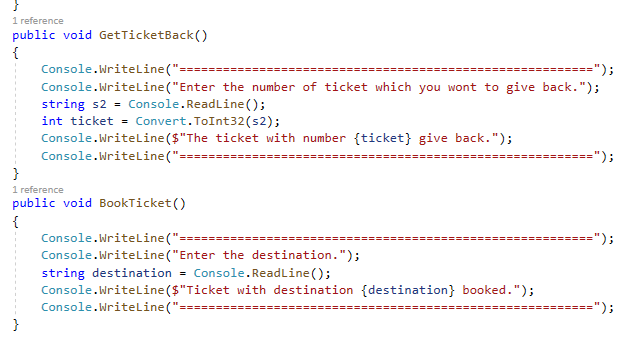 }
1 reference
public void GetTicketBack()
{
Console.WriteLine("=========================================================");
Console.WriteLine("Enter the number of ticket which you wont to give back.");
string s2 = Console.ReadLine();
int ticket = Convert.ToInt32(s2);
Console.WriteLine($"The ticket with number {ticket} give back.");
Console.WriteLine("=========================================================");
}
1 reference
public void BookTicket()
{
Console.WriteLine("=========================================================");
Console.WriteLine("Enter the destination.");
string destination = Console.ReadLine();
Console.WriteLine($"Ticket with destination {destination} booked.");
Console.WriteLine("=========================================================");
}